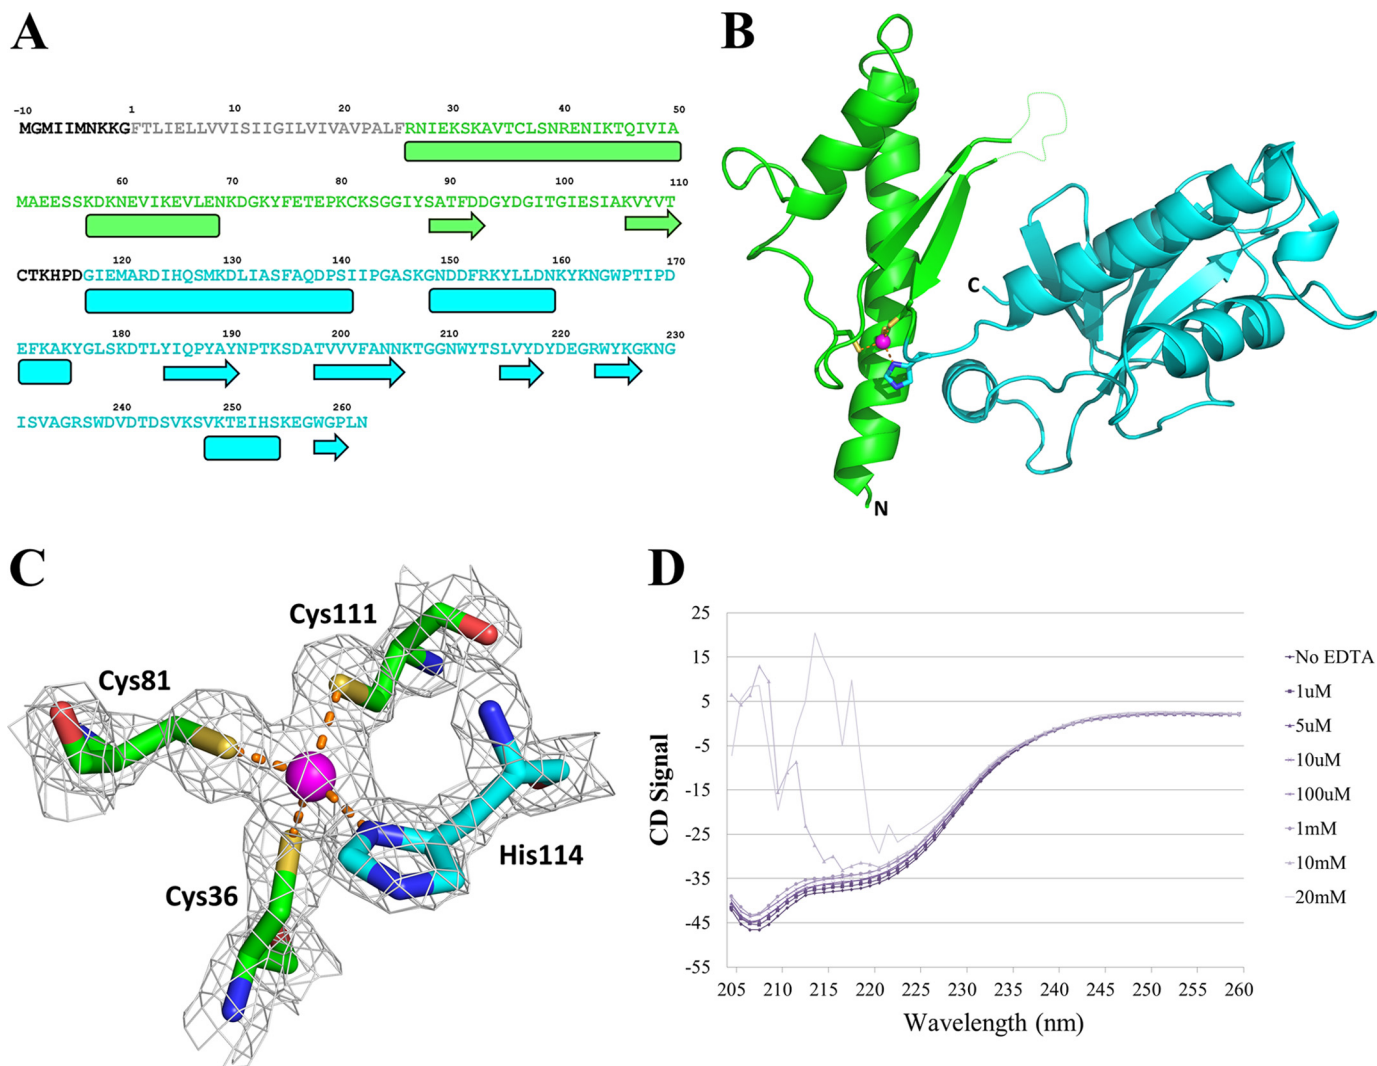 A
-10 1 10 20 30 40 50
MGMIIMNKKGFTLIELLVVISIIGILVIVAVPALFRNIEKSKAVTCLSNRENIKTQIVIA
60 70 80 90 100 110
MAEESSKDKNEVIKEVLENKDGKYFETEPKCKSGGIYSATFDDGYDGITGIESIAKVYVT
120 130 140 150 160 170
CTKHPDGIEMARDIHQSMKDLIASFAQDPSIIPGASKGNDDFRKYLLDNKYKNGWPTIPD
180 190 200 210 220 230
EFKAKYGLSKDTLYIQPYAYNPTKSDATVVVFANNKTGGNWYTSLVYDYDEGRWYKGKNG
240 250 260
ISVAGRSWDVDTDSVKSVKTEIHSKEGWGPLN
B
C
N
C
Cys111
Cys81
Cys36
His114
D
CD Signal
25
15
5
-5
-15
-25
-35
-45
-55
205 210 215 220 225 230 235 240 245 250 255 260
Wavelength (nm)
No EDTA
1uM
5uM
10uM
100uM
1mM
10mM
20mM